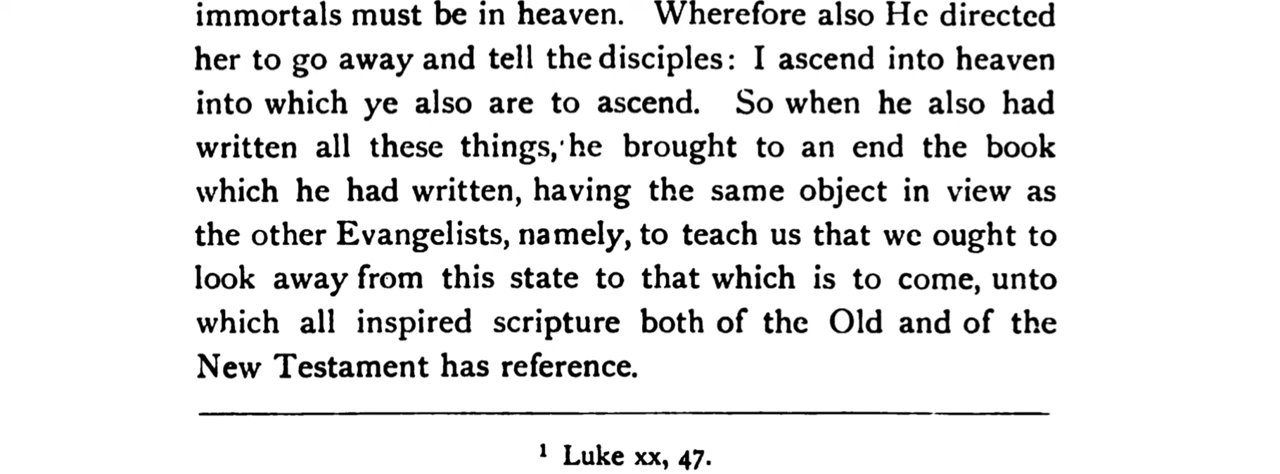 immortals must be in heaven. Wherefore also He directed
her to go away and tell the disciples: I ascend into heaven
into which ye also are to ascend. So when he also had
written all these things, he brought to an end the book
which he had written, having the same object in view as
the other Evangelists, namely, to teach us that we ought to
look away from this state to that which is to come, unto
which all inspired scripture both of the Old and of the
New Testament has reference.
¹ Luke xx, 47.